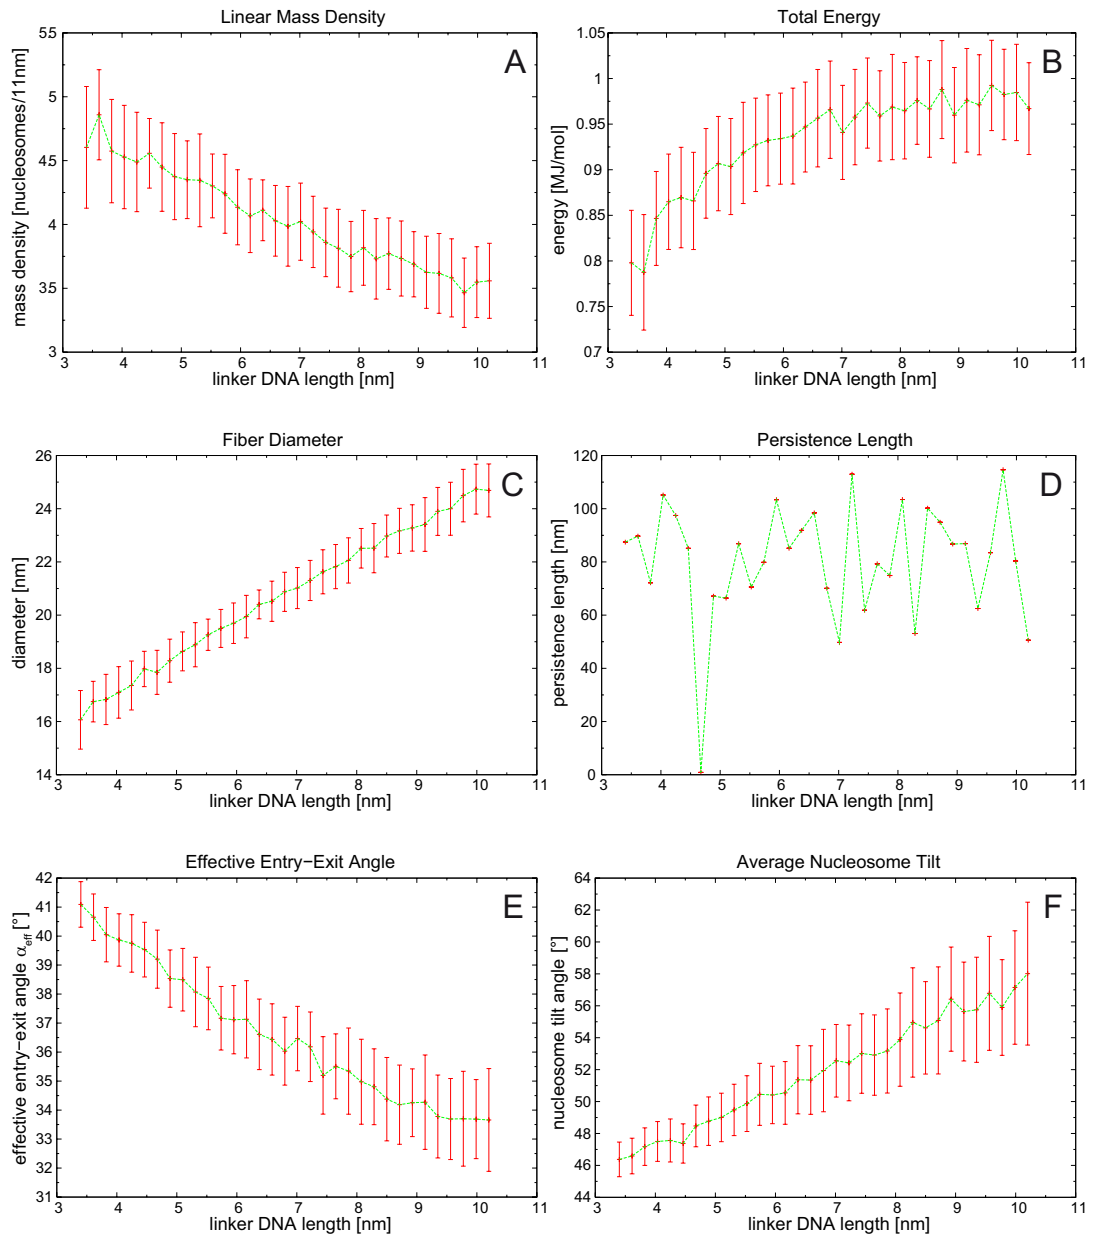 Linear Mass Density
A
mass density [nucleosomes/11nm]
5.5
5
4.5
4
3.5
3
3 4 5 6 7 8 9 10 11
linker DNA length [nm]
Total Energy
B
energy [MJ/mol]
1.05
1
0.95
0.9
0.85
0.8
0.75
0.7
3 4 5 6 7 8 9 10 11
linker DNA length [nm]
Fiber Diameter
C
diameter [nm]
26
24
22
20
18
16
14
3 4 5 6 7 8 9 10 11
linker DNA length [nm]
Persistence Length
D
persistence length [nm]
120
100
80
60
40
20
0
3 4 5 6 7 8 9 10 11
linker DNA length [nm]
Effective Entry−Exit Angle
E
effective entry−exit angle αeff [°]
42
41
40
39
38
37
36
35
34
33
32
31
3 4 5 6 7 8 9 10 11
linker DNA length [nm]
Average Nucleosome Tilt
F
nucleosome tilt angle [°]
64
62
60
58
56
54
52
50
48
46
44
3 4 5 6 7 8 9 10 11
linker DNA length [nm]